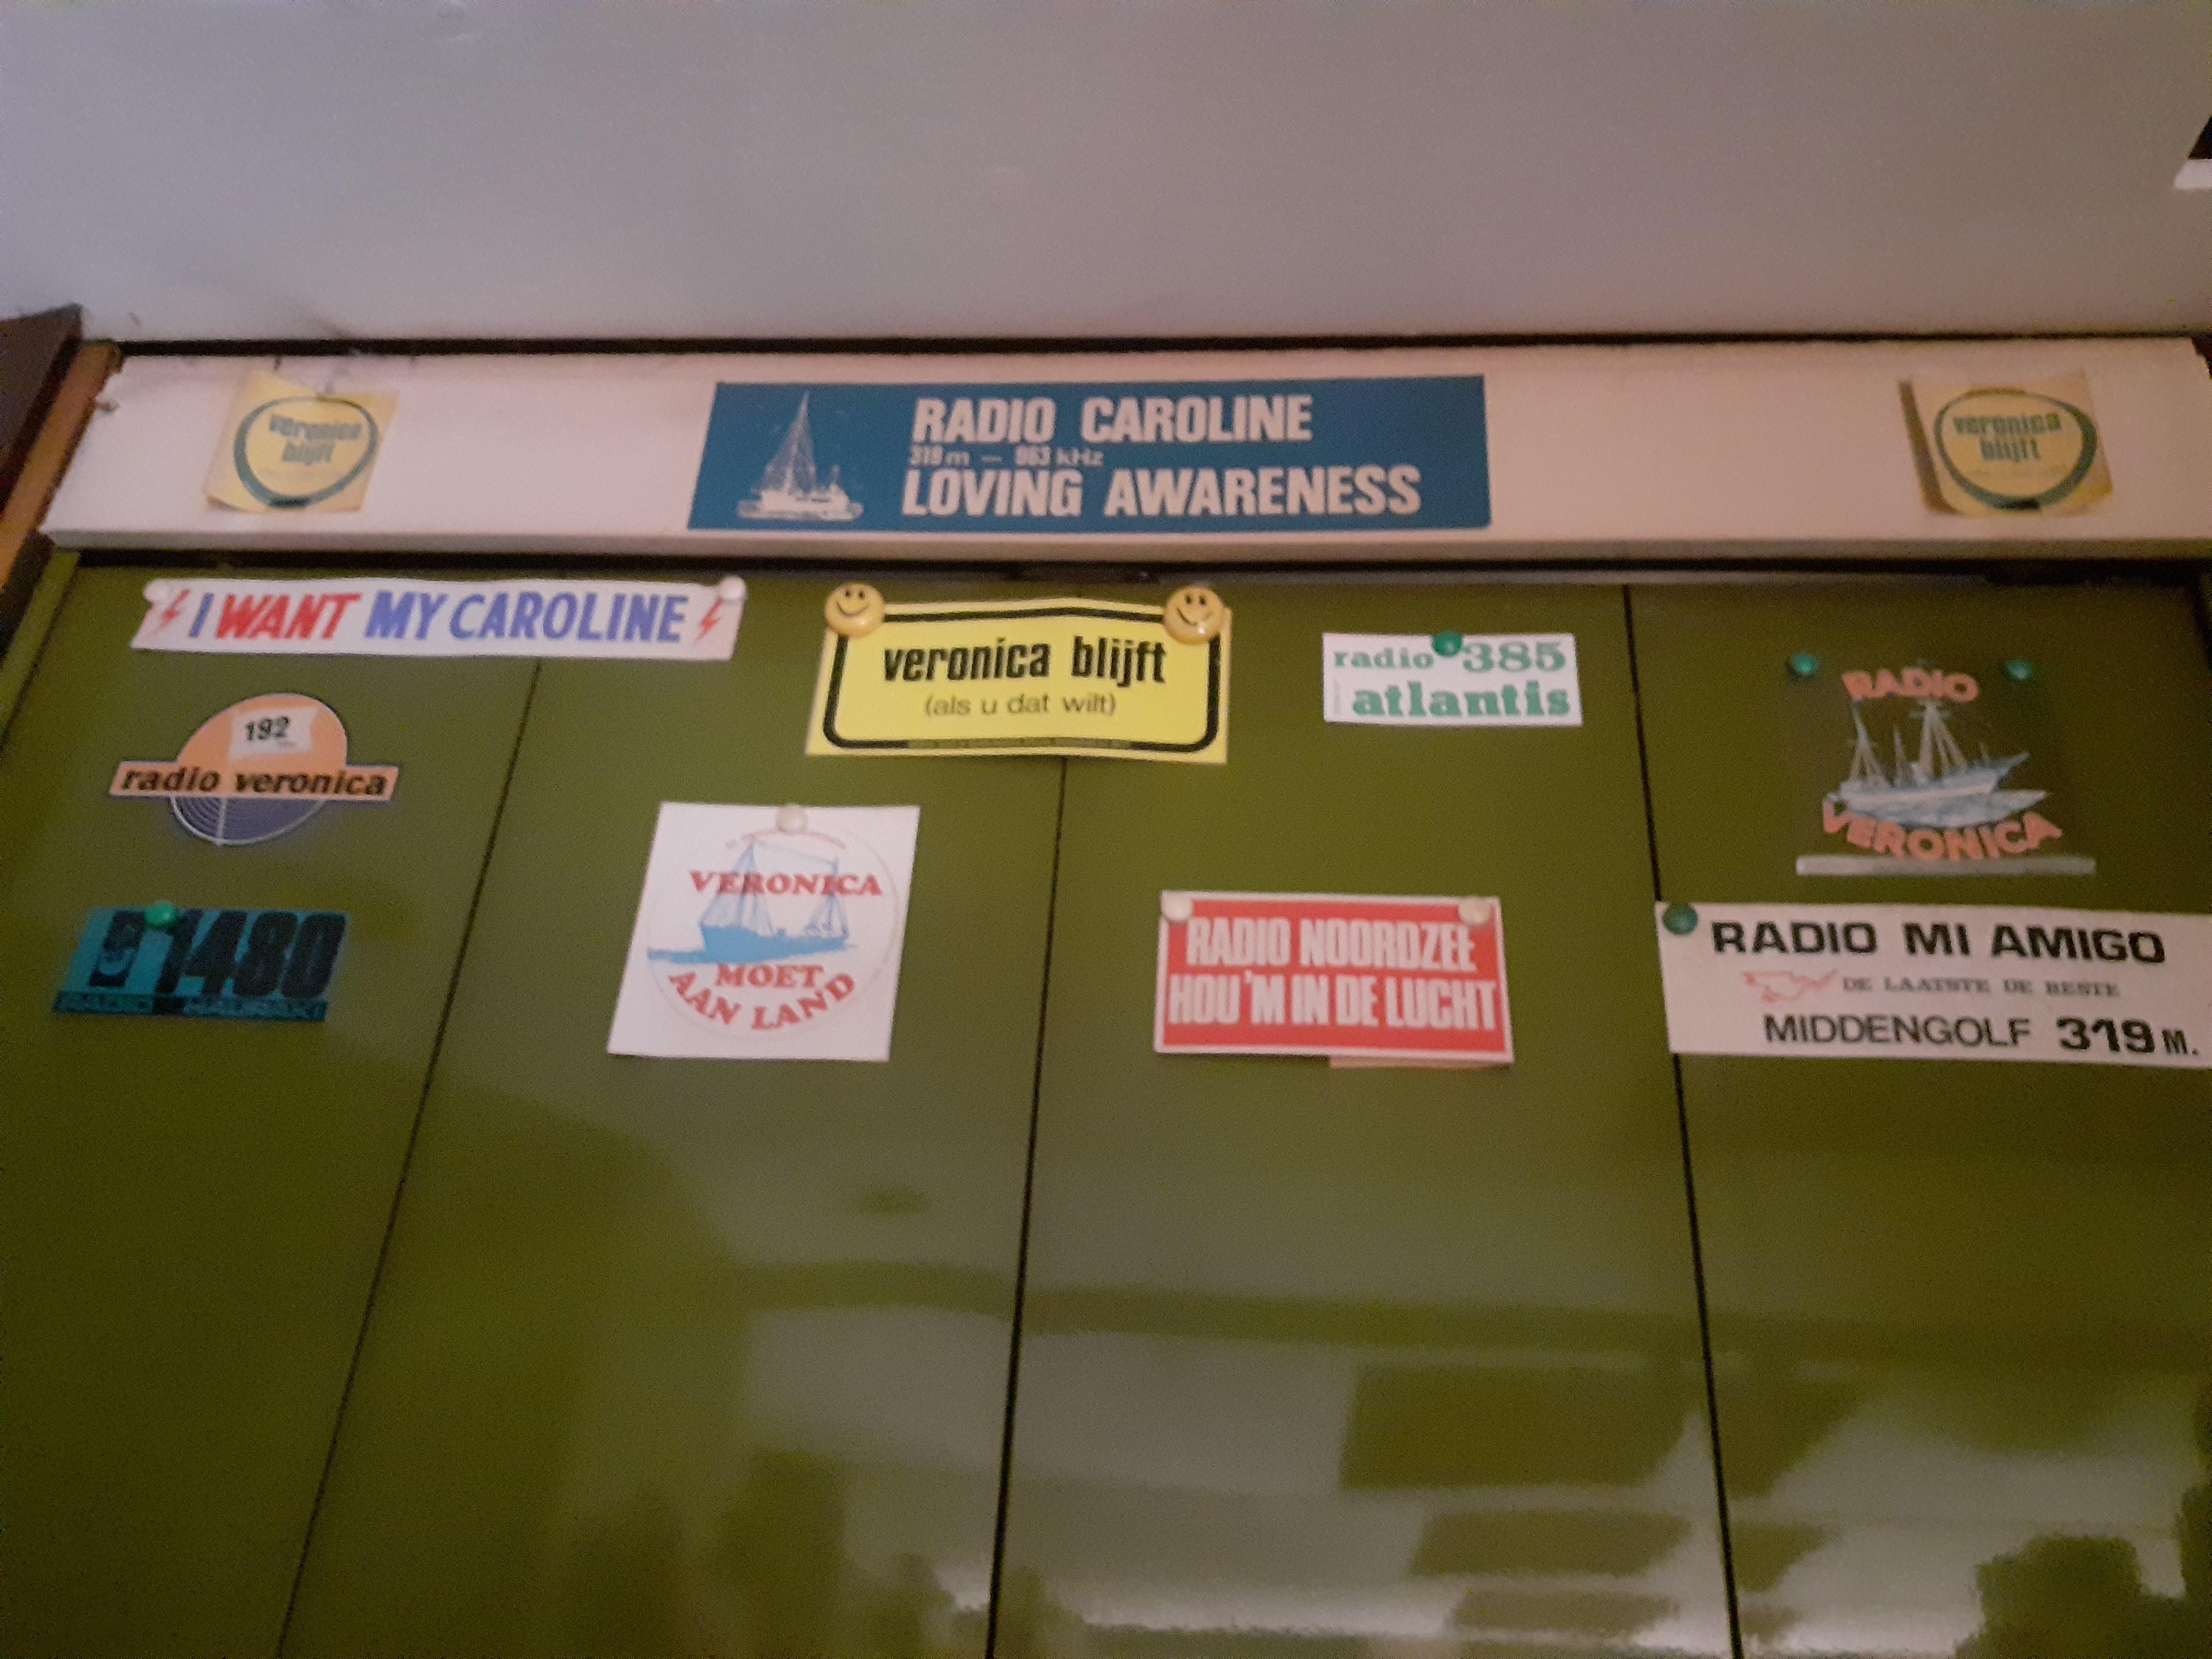 veronica
blijft
RADIO CAROLINE
319 m — 963 kHz
LOVING AWARENESS
veronica
blijft
I WANT MY CAROLINE
veronica blijft
(als u dat wilt)
radio 385
atlantis
RADIO
VERONICA
192
radio veronica
VERONICA
MOET
AAN LAND
1480
RADIO
RADIO NOORDZEE
HOU 'M IN DE LUCHT
RADIO MI AMIGO
DE LAATSTE DE BESTE
MIDDENGOLF 319 M.